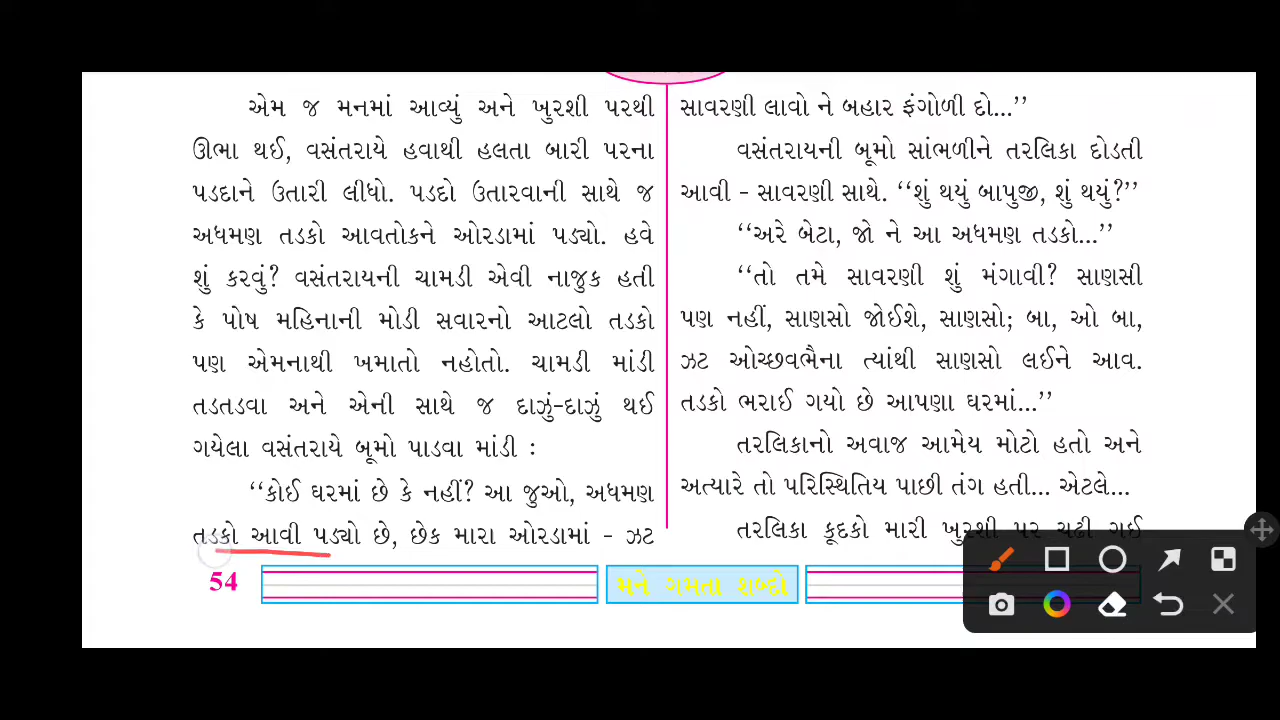 એમ જ મનમાં આવ્યું અને ખુરશી પરથી
ઊભા થઈ, વસંતરાયે હવાથી હલતા બારી પરના
પડદાને ઉતારી લીધો. પડદો ઉતારવાની સાથે જ
અધમણ તડકો આવતોકને ઓરડામાં પડ્યો. હવે
શું કરવું? વસંતરાયની ચામડી એવી નાજુક હતી
કે પોષ મહિનાની મોડી સવારનો આટલો તડકો
પણ એમનાથી ખમાતો નહોતો. ચામડી માંડી
તડતડવા અને એની સાથે જ દાઝું-દાઝું થઈ
ગયેલા વસંતરાયે બૂમો પાડવા માંડી :
‘‘કોઈ ઘરમાં છે કે નહીં? આ જુઓ, અધમણ
તડકો આવી પડ્યો છે, છેક મારા ઓરડામાં - ઝટ
સાવરણી લાવો ને બહાર ફંગોળી દો...’’
વસંતરાયની બૂમો સાંભળીને તરલિકા દોડતી
આવી - સાવરણી સાથે. ‘‘શું થયું બાપુજી, શું થયું?’’
‘‘અરે બેટા, જો ને આ અધમણ તડકો...’’
‘‘તો તમે સાવરણી શું મંગાવી? સાણસી
પણ નહીં, સાણસો જોઈશે, સાણસો; બા, ઓ બા,
ઝટ ઓચ્છવભૈના ત્યાંથી સાણસો લઈને આવ.
તડકો ભરાઈ ગયો છે આપણા ઘરમાં...’’
તરલિકાનો અવાજ આમેય મોટો હતો અને
અત્યારે તો પરિસ્થિતિય પાછી તંગ હતી... એટલે...
તરલિકા કૂદકો મારી ખુરશી પર ચઢી ગઈ
54
મને ગમતા શબ્દો